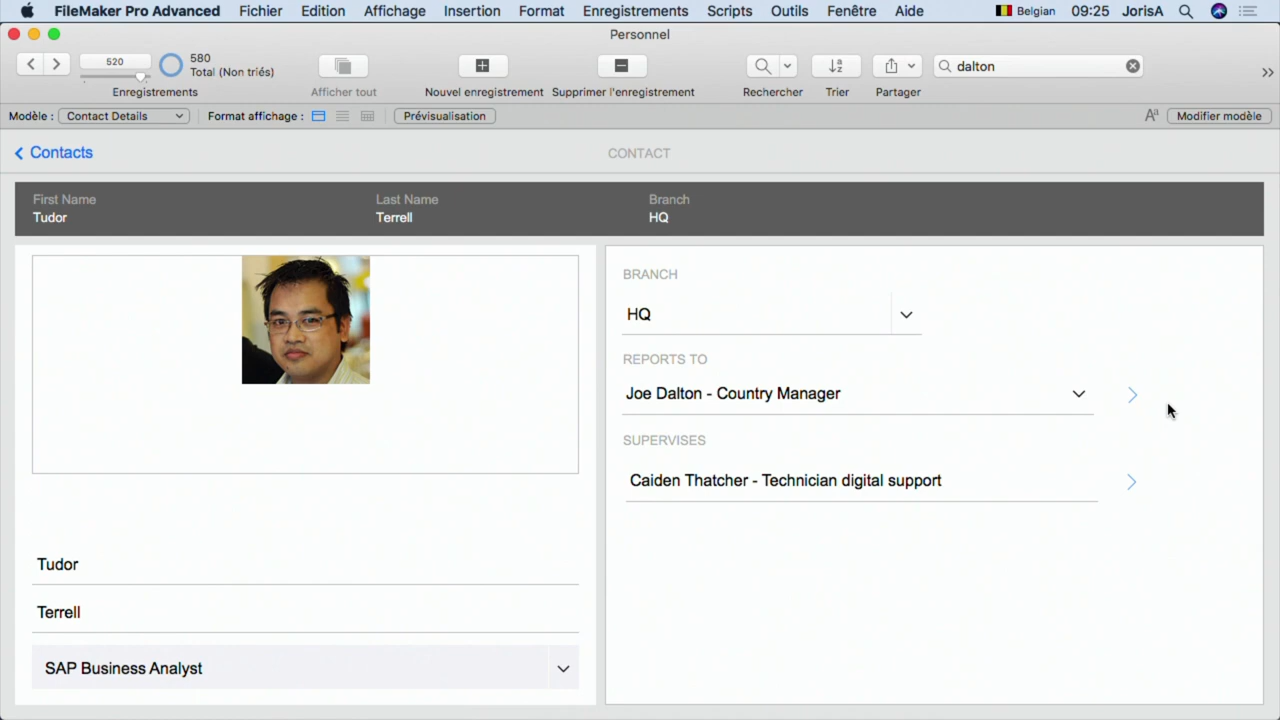 FileMaker Pro Advanced Fichier Edition Affichage Insertion Format Enregistrements Scripts Outils Fenêtre Aide Belgian 09:25 JorisA
Personnel
520
580
Total (Non triés)
dalton
Enregistrements
Afficher tout
Nouvel enregistrement
Supprimer l'enregistrement
Rechercher
Trier
Partager
Modèle : Contact Details
Format affichage :
Prévisualisation
Aa
Modifier modèle
Contacts
CONTACT
First Name
Tudor
Last Name
Terrell
Branch
HQ
BRANCH
HQ
REPORTS TO
Joe Dalton - Country Manager
SUPERVISES
Caiden Thatcher - Technician digital support
Tudor
Terrell
SAP Business Analyst